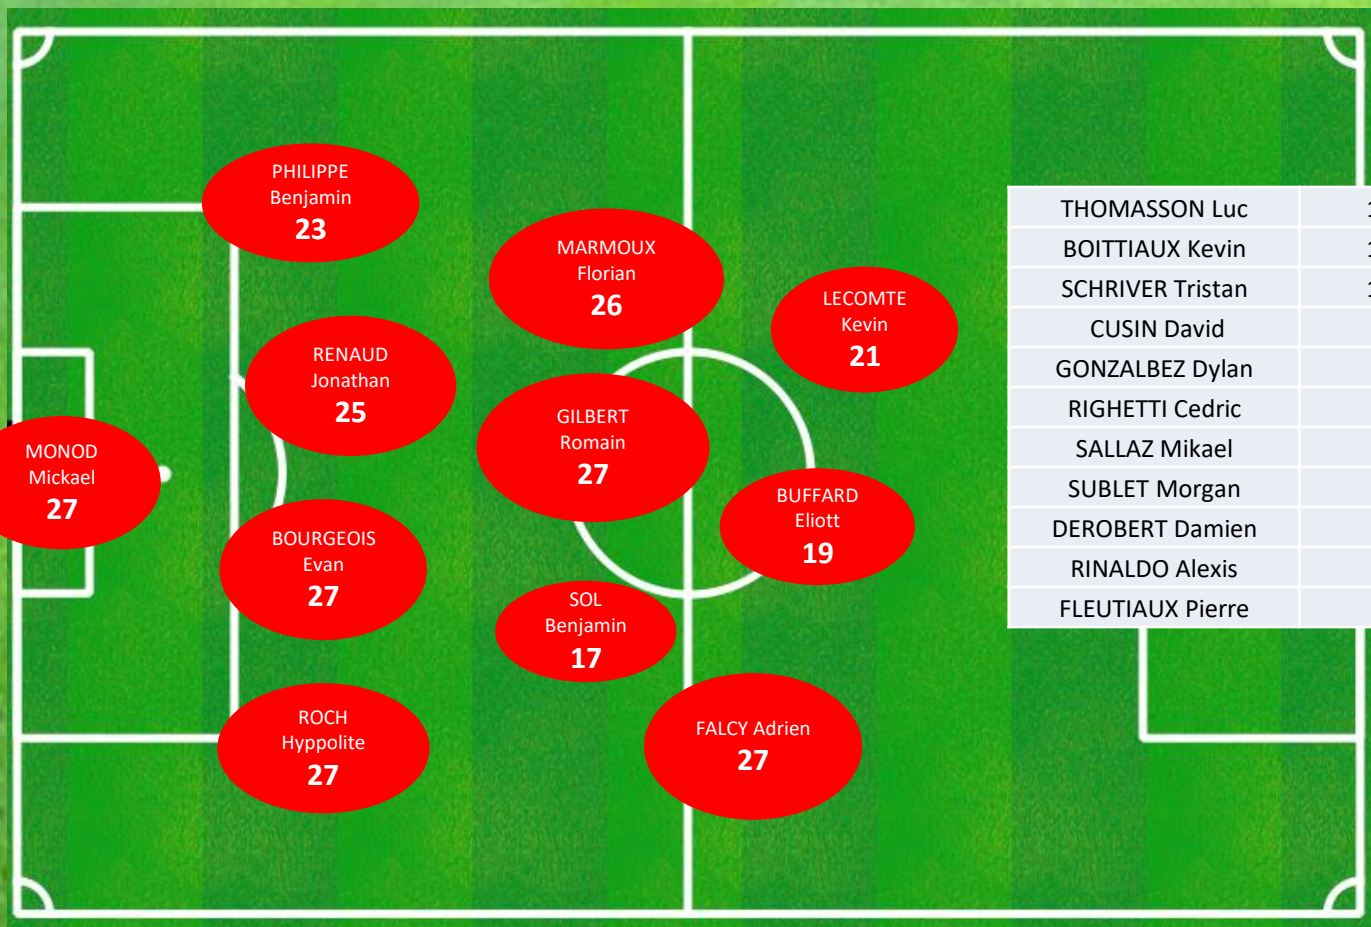 PHILIPPE
Benjamin
23
MARMOUX
Florian
26
LECOMTE
Kevin
21
RENAUD
Jonathan
25
GILBERT
Romain
27
MONOD
Mickael
27
BUFFARD
Eliott
19
BOURGEOIS
Evan
27
SOL
Benjamin
17
ROCH
Hyppolite
27
FALCY Adrien
27
THOMASSON Luc
BOITTIAUX Kevin
SCHRIVER Tristan
CUSIN David
GONZALBEZ Dylan
RIGHETTI Cedric
SALLAZ Mikael
SUBLET Morgan
DEROBERT Damien
RINALDO Alexis
FLEUTIAUX Pierre